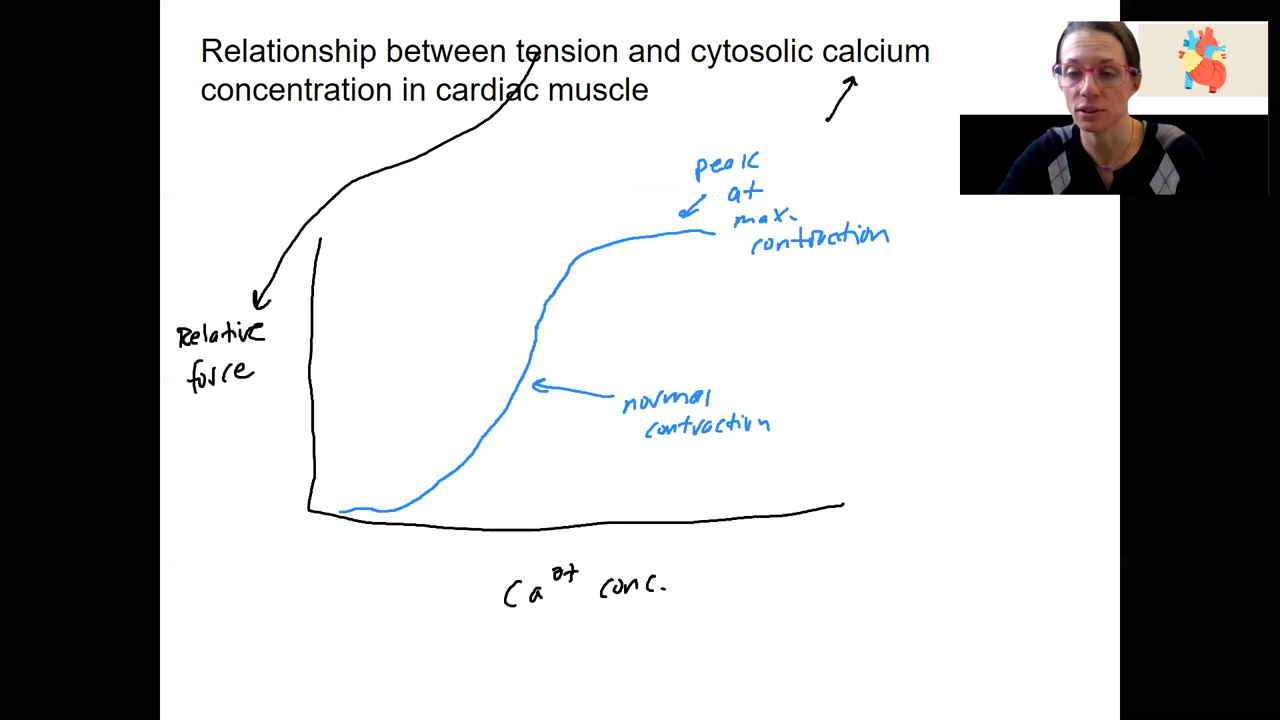 Relationship between tension and cytosolic calcium
concentration in cardiac muscle
peak
at
max.
contraction
Relative
force
normal
contraction
Ca²⁺ conc.